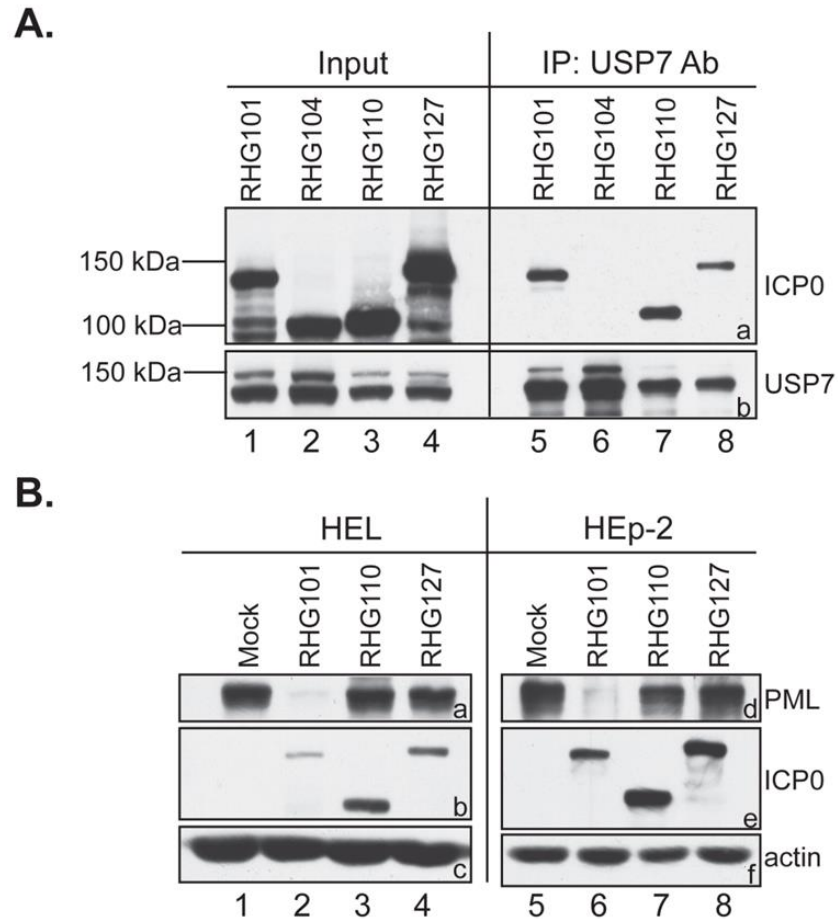 A.
Input
IP: USP7 Ab
RHG101 RHG104 RHG110 RHG127 RHG101 RHG104 RHG110 RHG127
150 kDa
100 kDa
ICP0
a
150 kDa
USP7
b
1 2 3 4 5 6 7 8
B.
HEL
HEp-2
Mock RHG101 RHG110 RHG127 Mock RHG101 RHG110 RHG127
a d PML
b e ICP0
c f actin
1 2 3 4 5 6 7 8